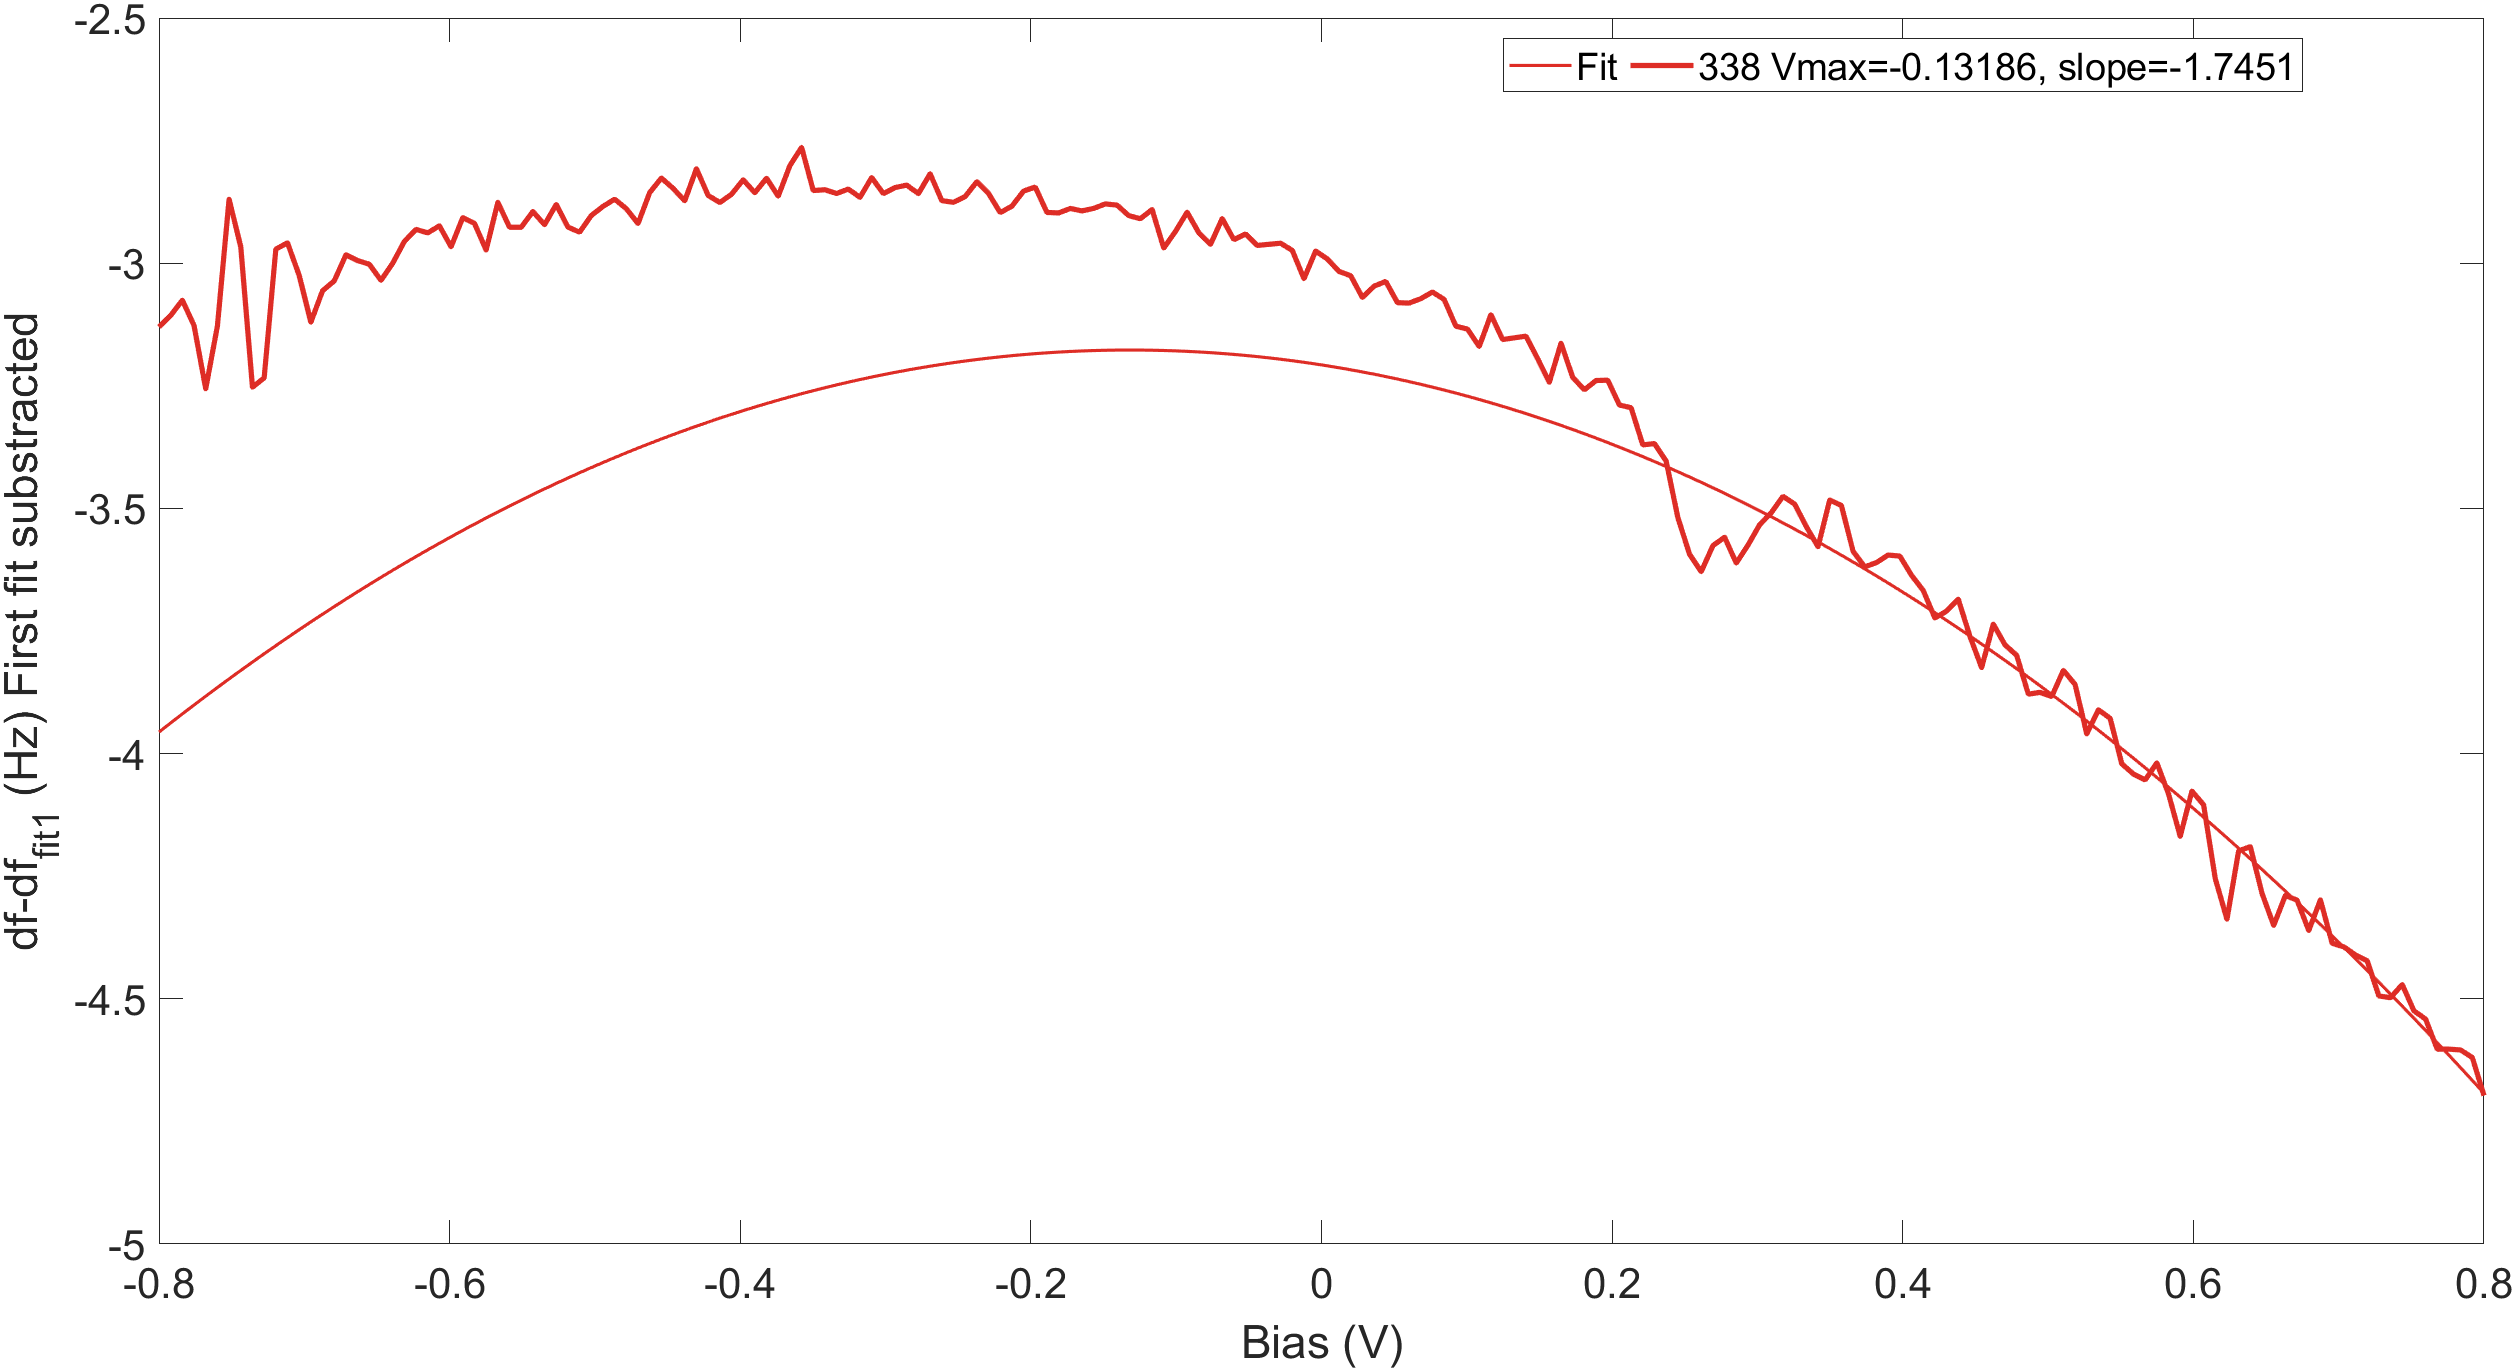 -2.5
-3
-3.5
-4
-4.5
-5
-0.8 -0.6 -0.4 -0.2 0 0.2 0.4 0.6 0.8
Bias (V)
df-df fit1 (Hz) First fit substracted
Fit 338 Vmax=-0.13186, slope=-1.7451